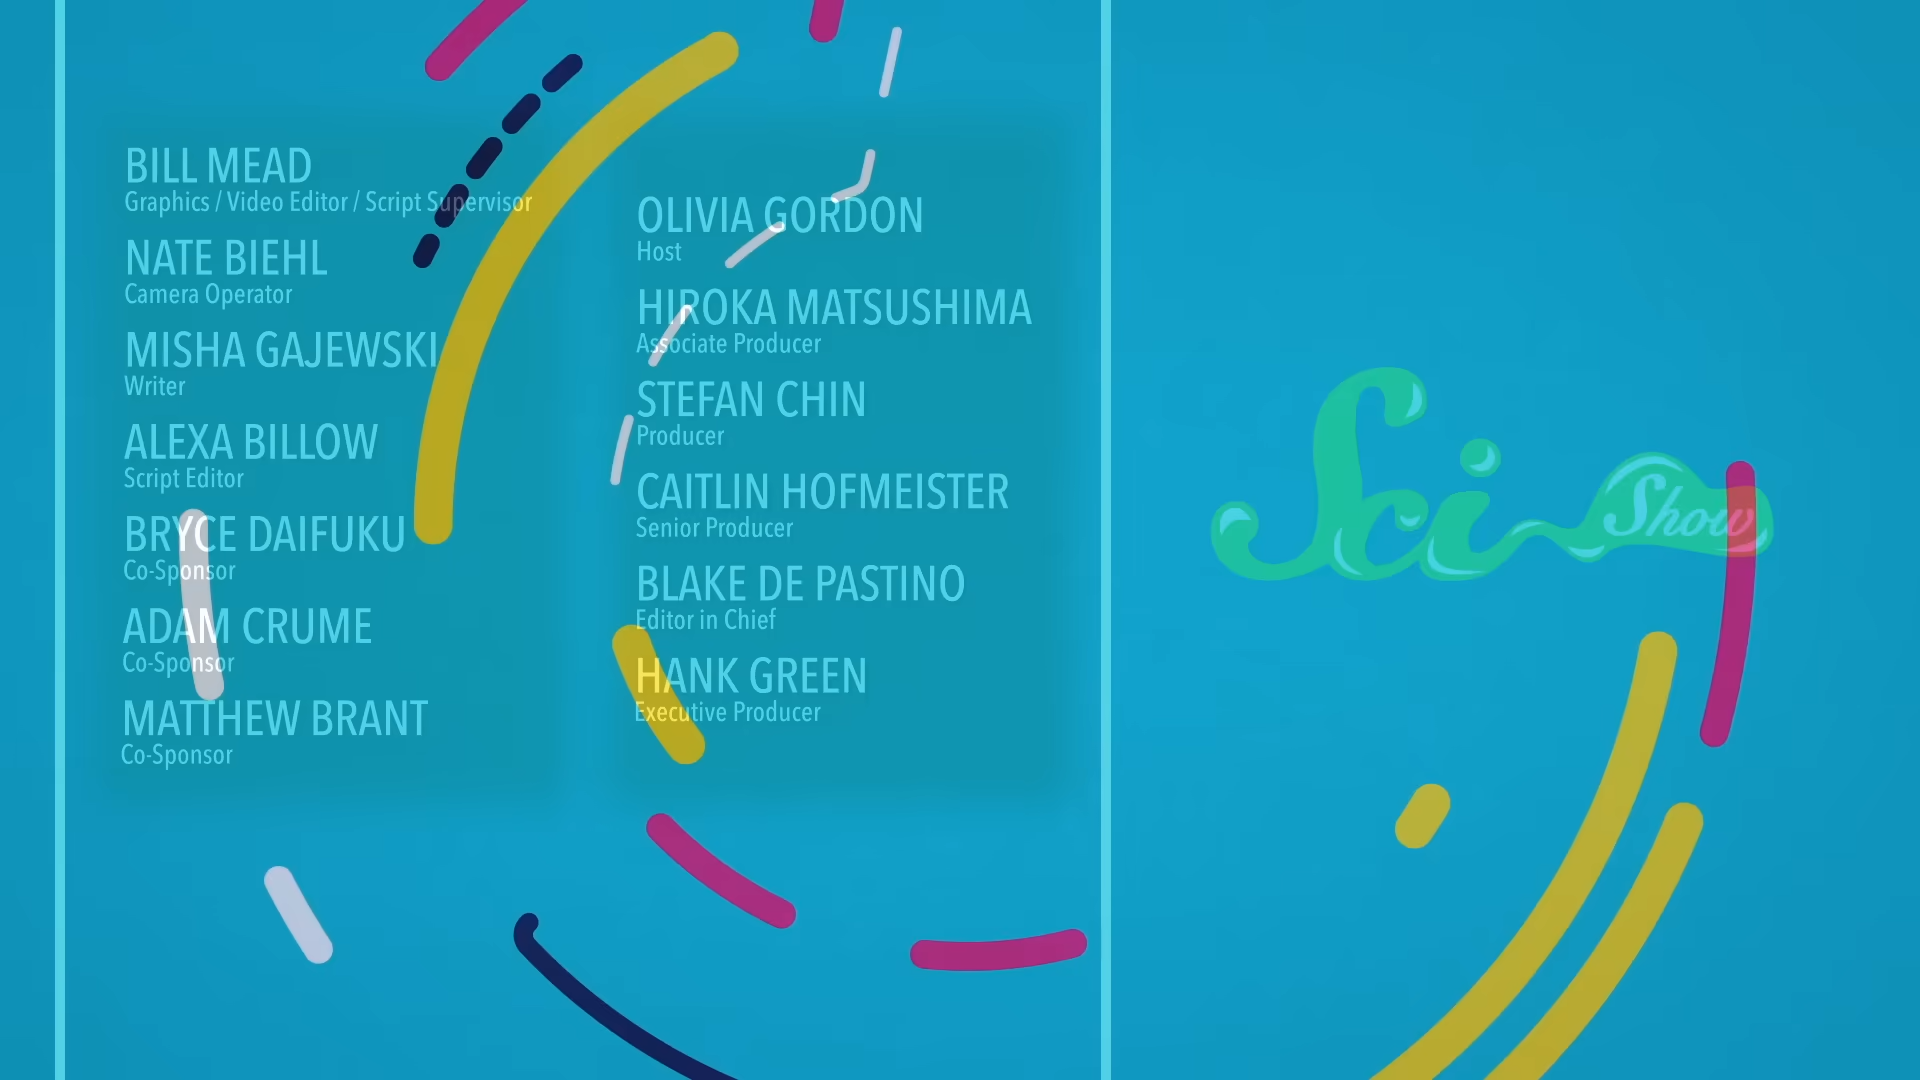 BILL MEAD
Graphics / Video Editor / Script Supervisor
NATE BIEHL
Camera Operator
MISHA GAJEWSKI
Writer
ALEXA BILLOW
Script Editor
BRYCE DAIFUKU
Co-Sponsor
ADAM CRUME
Co-Sponsor
MATTHEW BRANT
Co-Sponsor
OLIVIA GORDON
Host
HIROKA MATSUSHIMA
Associate Producer
STEFAN CHIN
Producer
CAITLIN HOFMEISTER
Senior Producer
BLAKE DE PASTINO
Editor in Chief
HANK GREEN
Executive Producer
Sci Show